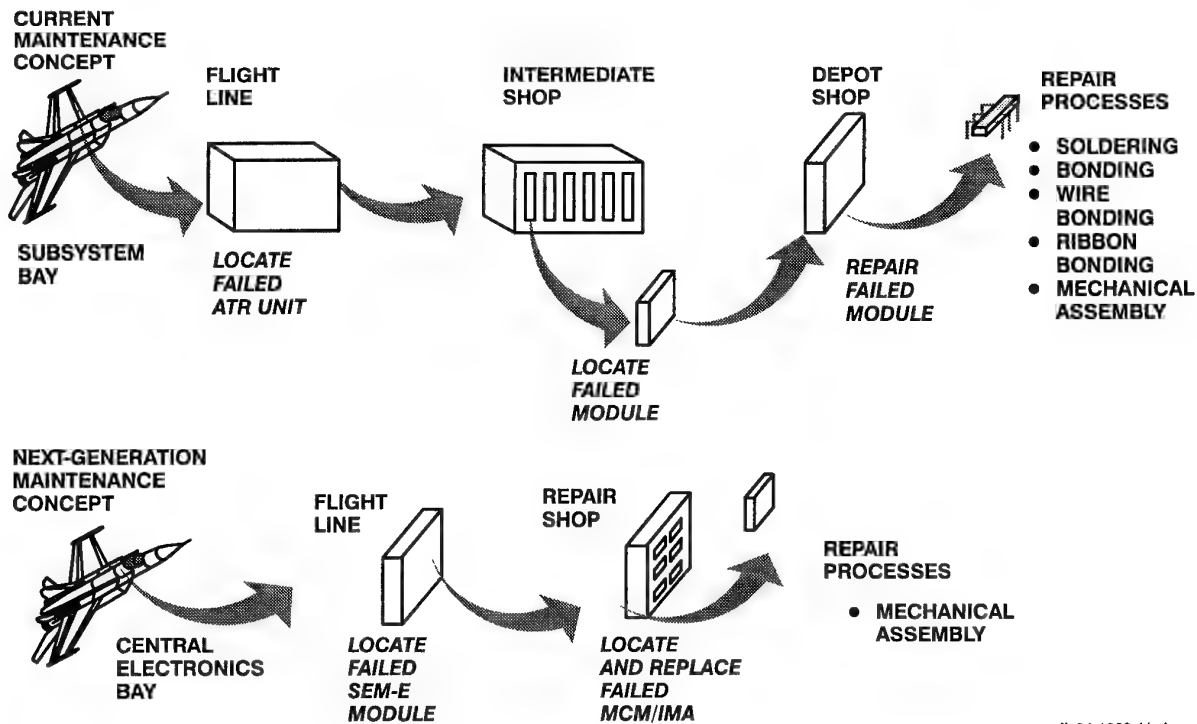 CURRENT
MAINTENANCE
CONCEPT
FLIGHT
LINE
INTERMEDIATE
SHOP
DEPOT
SHOP
REPAIR
PROCESSES
• SOLDERING
• BONDING
• WIRE
BONDING
• RIBBON
BONDING
• MECHANICAL
ASSEMBLY
SUBSYSTEM
BAY
LOCATE
FAILED
ATR UNIT
LOCATE
FAILED
MODULE
REPAIR
FAILED
MODULE
NEXT-GENERATION
MAINTENANCE
CONCEPT
FLIGHT
LINE
REPAIR
SHOP
REPAIR
PROCESSES
• MECHANICAL
ASSEMBLY
CENTRAL
ELECTRONICS
BAY
LOCATE
FAILED
SEM-E
MODULE
LOCATE
AND REPLACE
FAILED
MCM/IMA